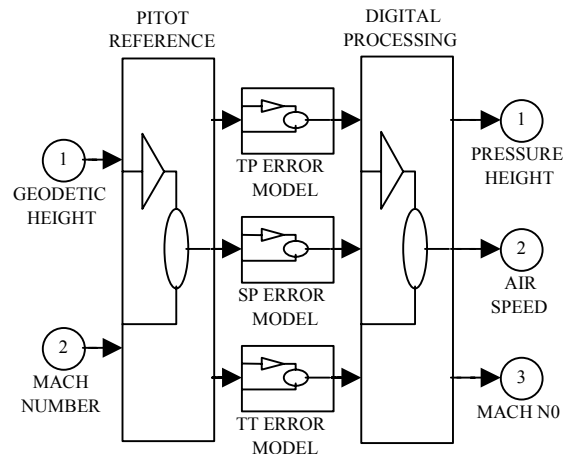 PITOT
REFERENCE
DIGITAL
PROCESSING
1
GEODETIC
HEIGHT
2
MACH
NUMBER
TP ERROR
MODEL
SP ERROR
MODEL
TT ERROR
MODEL
1
PRESSURE
HEIGHT
2
AIR
SPEED
3
MACH N0